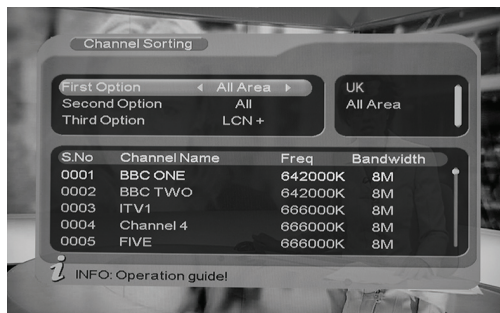 Channel Sorting
First Option All Area
Second Option All
Third Option LCN +
UK
All Area
S.No Channel Name Freq Bandwidth
0001 BBC ONE 642000K 8M
0002 BBC TWO 642000K 8M
0003 ITV1 666000K 8M
0004 Channel 4 666000K 8M
0005 FIVE 666000K 8M
i INFO: Operation guide!